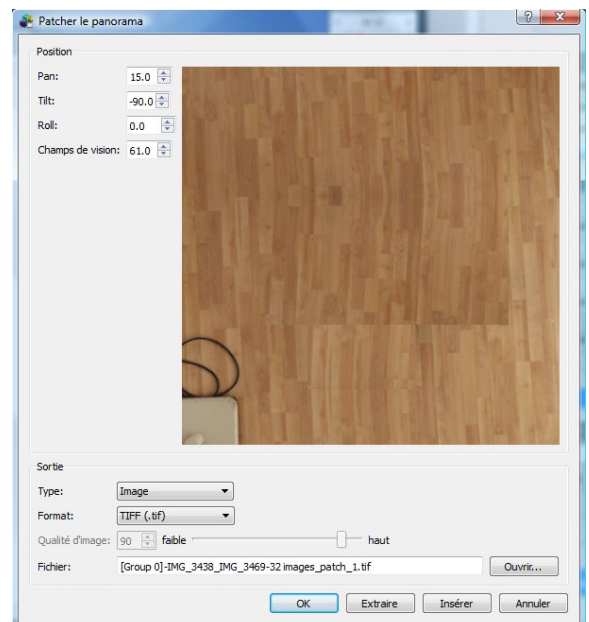 Patcher le panorama
Position
Pan: 15.0
Tilt: -90.0
Roll: 0.0
Champs de vision: 61.0
Sortie
Type: Image
Format: TIFF (.tif)
Qualité d'image: 90 faible haut
Fichier: [Group 0]-IMG_3438_IMG_3469-32 images_patch_1.tif Ouvrir...
OK Extraire Insérer Annuler